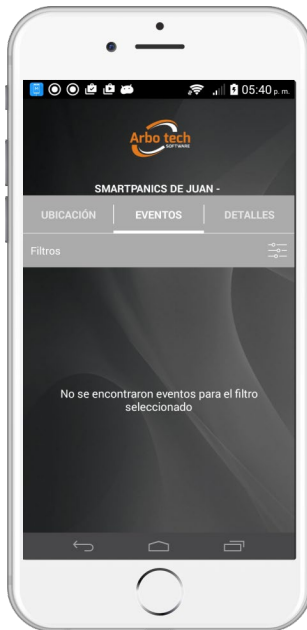 05:40 p. m.
Arbo tech
SOFTWARE
SMARTPANICS DE JUAN -
UBICACIÓN
EVENTOS
DETALLES
Filtros
No se encontraron eventos para el filtro
seleccionado